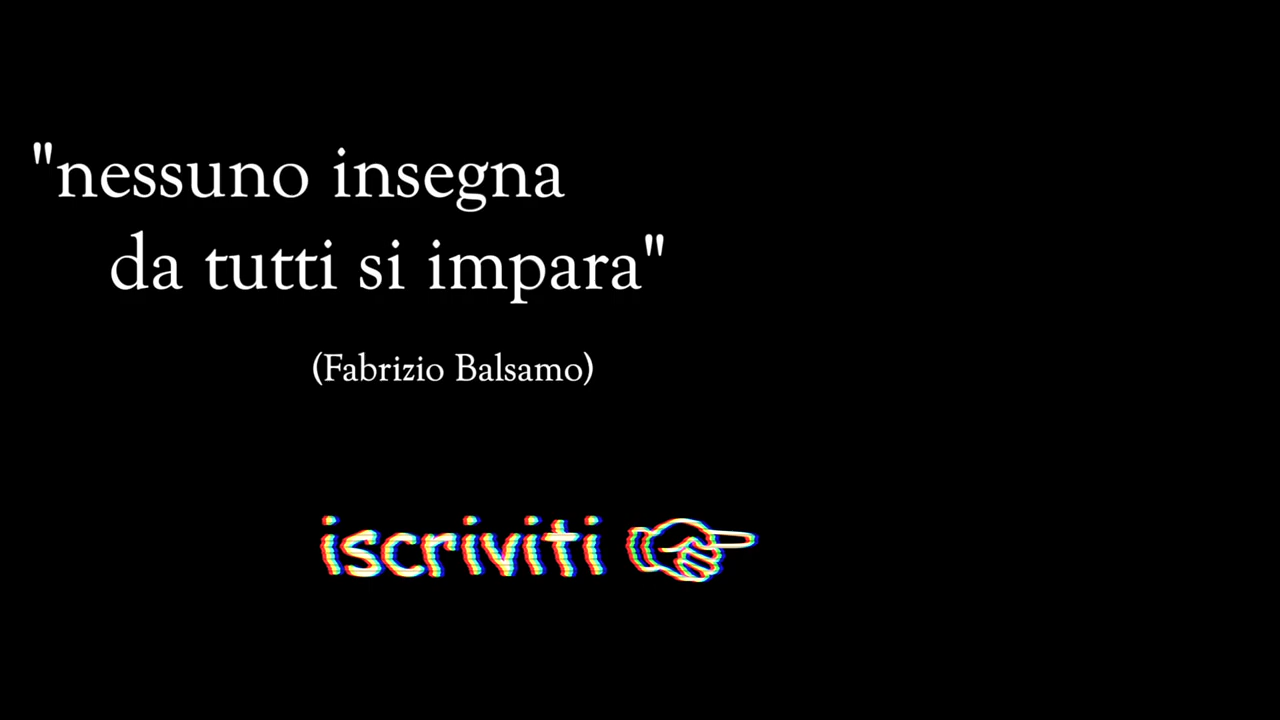 "nessuno insegna
da tutti si impara"
(Fabrizio Balsamo)
iscriviti